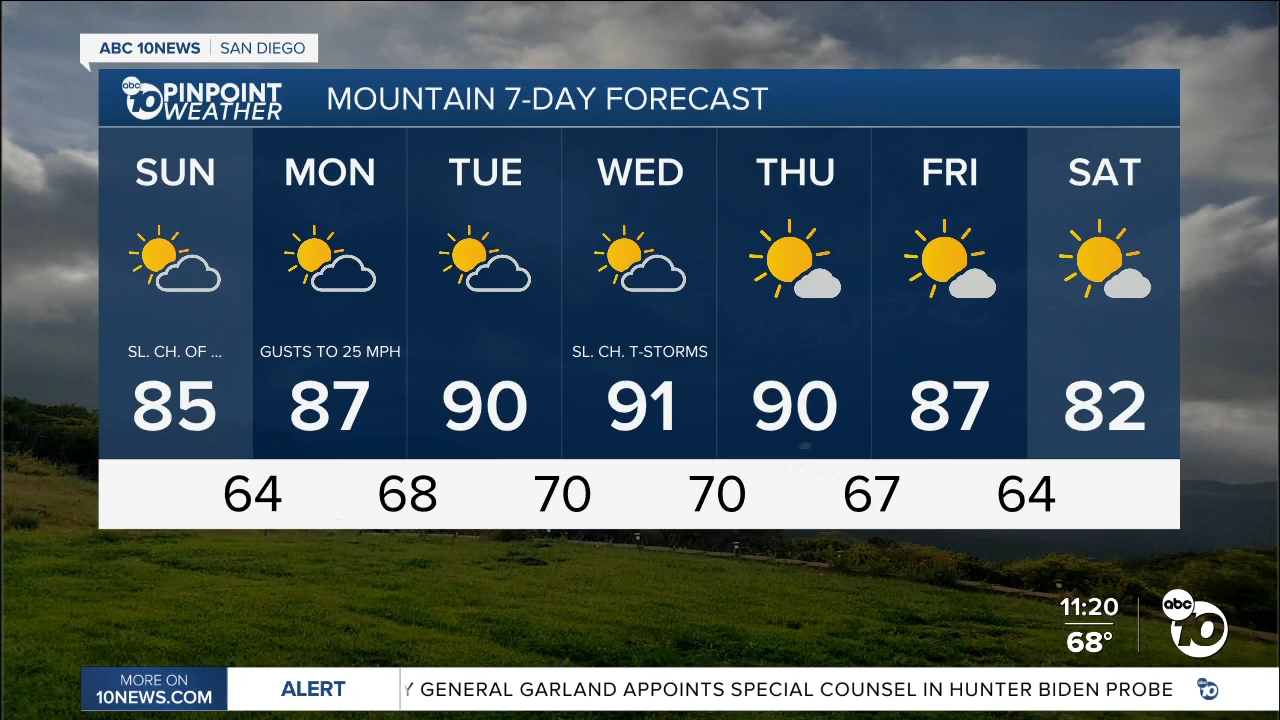 ABC 10NEWS | SAN DIEGO
abc 10 PINPOINT WEATHER
MOUNTAIN 7-DAY FORECAST
SUN MON TUE WED THU FRI SAT
SL. CH. OF ... GUSTS TO 25 MPH SL. CH. T-STORMS
85 87 90 91 90 87 82
64 68 70 70 67 64
11:20
68°
abc 10
MORE ON
10NEWS.COM
ALERT
Y GENERAL GARLAND APPOINTS SPECIAL COUNSEL IN HUNTER BIDEN PROBE
abc 10